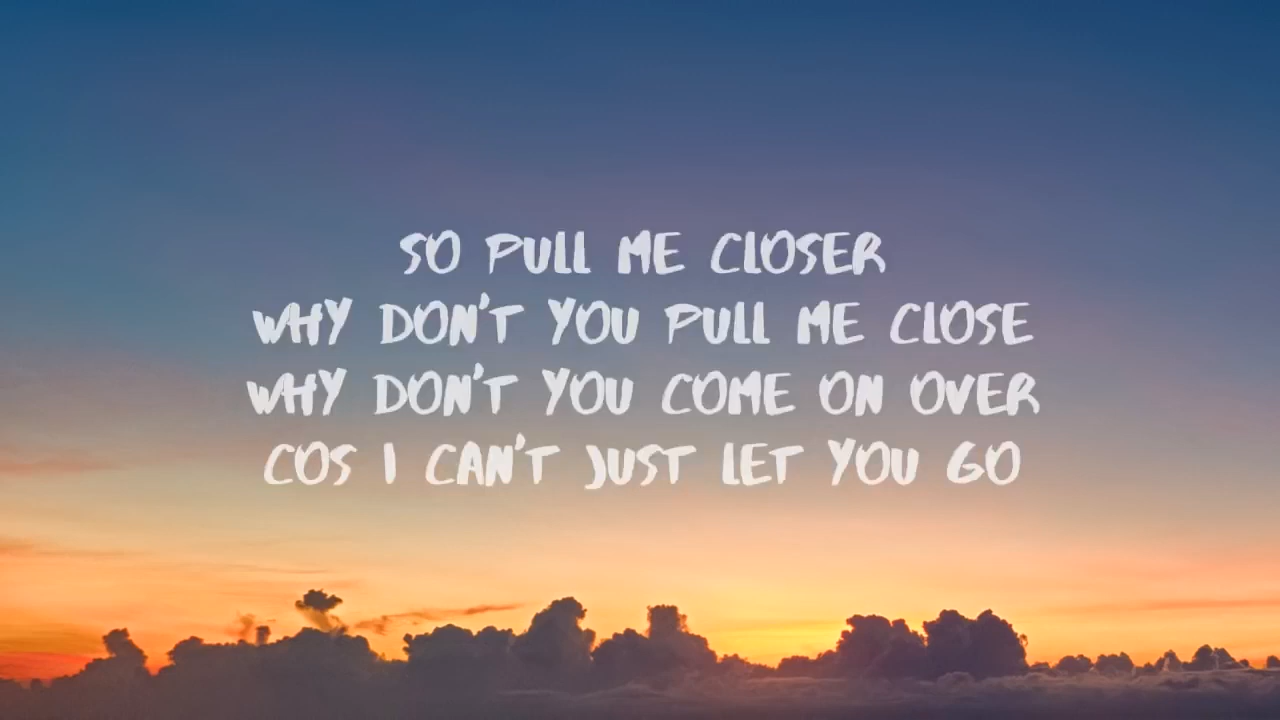 SO PULL ME CLOSER
WHY DON'T YOU PULL ME CLOSE
WHY DON'T YOU COME ON OVER
COS I CAN'T JUST LET YOU GO